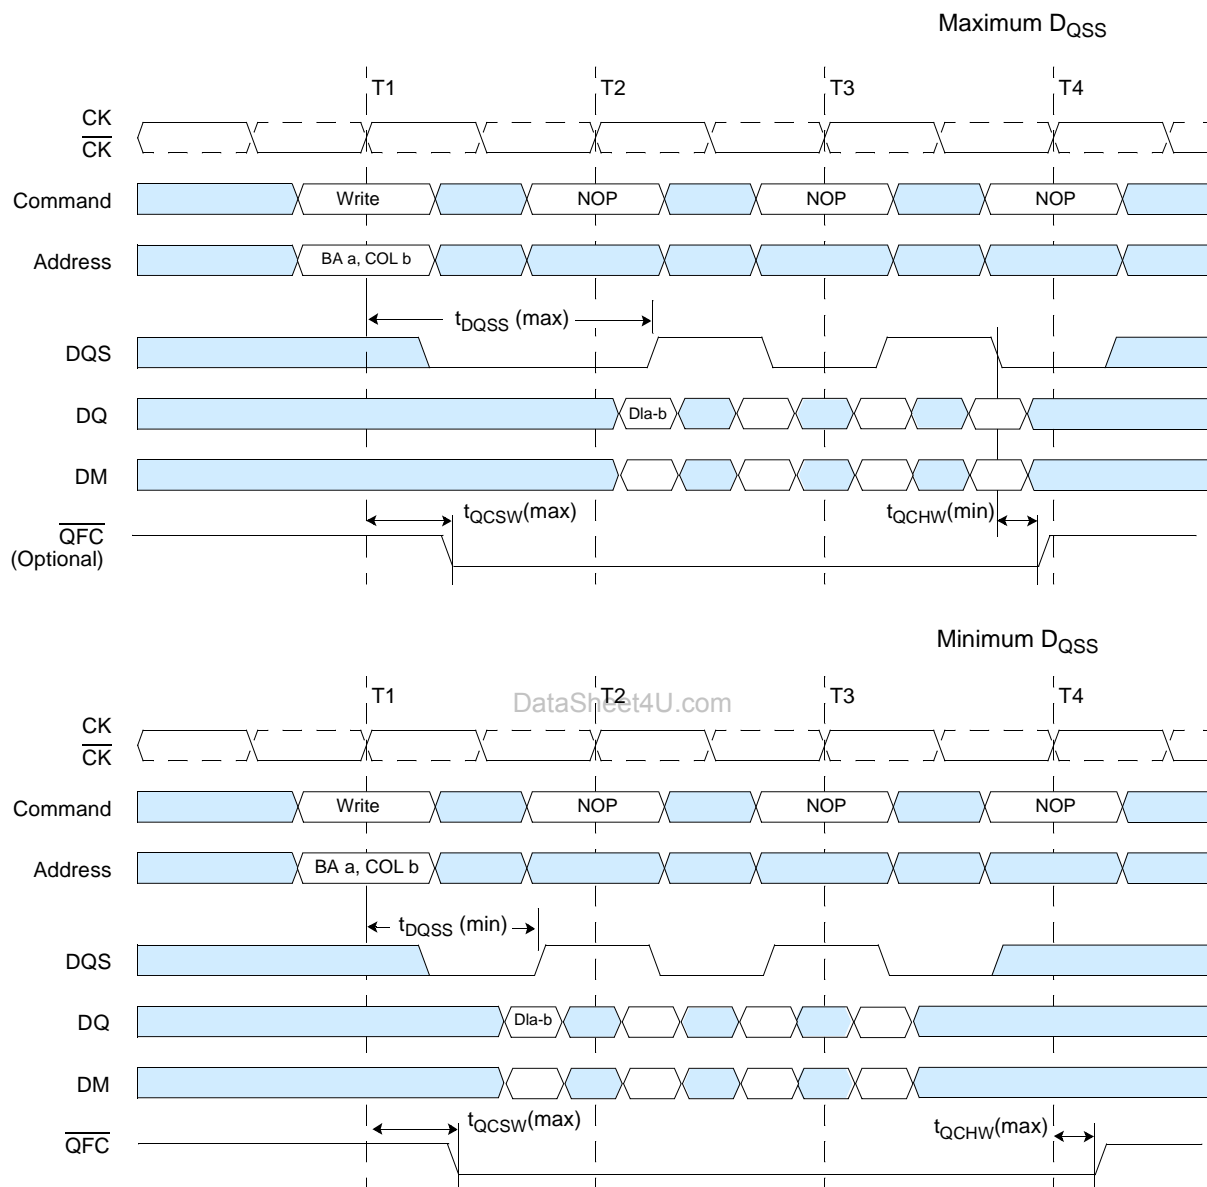 Maximum DQSS
T1 T2 T3 T4
CK
CK
Command Write NOP NOP NOP
Address BA a, COL b
tDQSS (max)
DQS
DQ Dla-b
DM
tQCSW(max) tQCHW(min)
QFC
(Optional)
Minimum DQSS
T1 T2 T3 T4
DataSheet4U.com
CK
CK
Command Write NOP NOP NOP
Address BA a, COL b
tDQSS (min)
DQS
DQ Dla-b
DM
tQCSW(max) tQCHW(max)
QFC